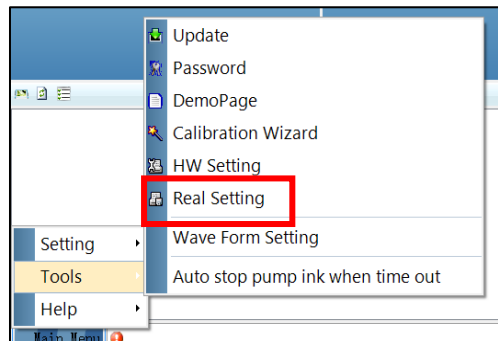 Update
Password
DemoPage
Calibration Wizard
HW Setting
Real Setting
Wave Form Setting
Auto stop pump ink when time out
Setting
Tools
Help
Main Menu